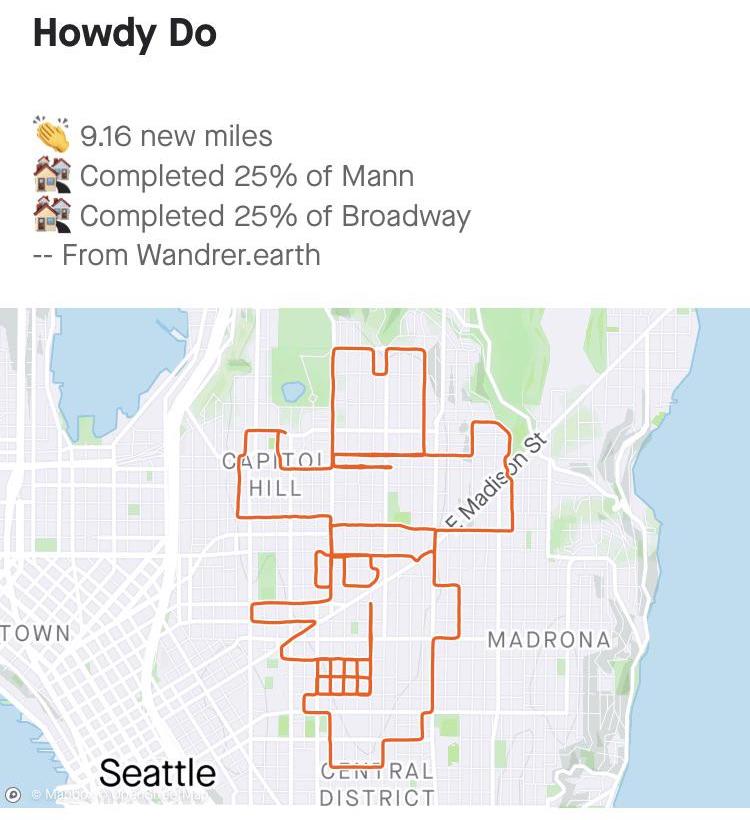 Howdy Do
9.16 new miles
Completed 25% of Mann
Completed 25% of Broadway
-- From Wandrer.earth
CAPITOL
HILL
E Madison St
TOWN
MADRONA
Seattle
CENTRAL
DISTRICT
© Mapbox © OpenStreetMap